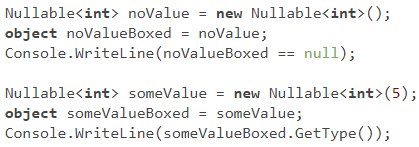 Nullable<int> noValue = new Nullable<int>();
object noValueBoxed = noValue;
Console.WriteLine(noValueBoxed == null);
Nullable<int> someValue = new Nullable<int>(5);
object someValueBoxed = someValue;
Console.WriteLine(someValueBoxed.GetType());